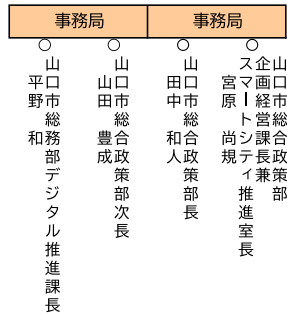 事務局
事務局
○
山口市総合政策部
企画経営課長兼
スマートシティ推進室長
宮原 尚規
○
山口市総合政策部長
田中 和人
○
山口市総合政策部次長
山田 豊成
○
山口市総務部デジタル推進課長
平野 和